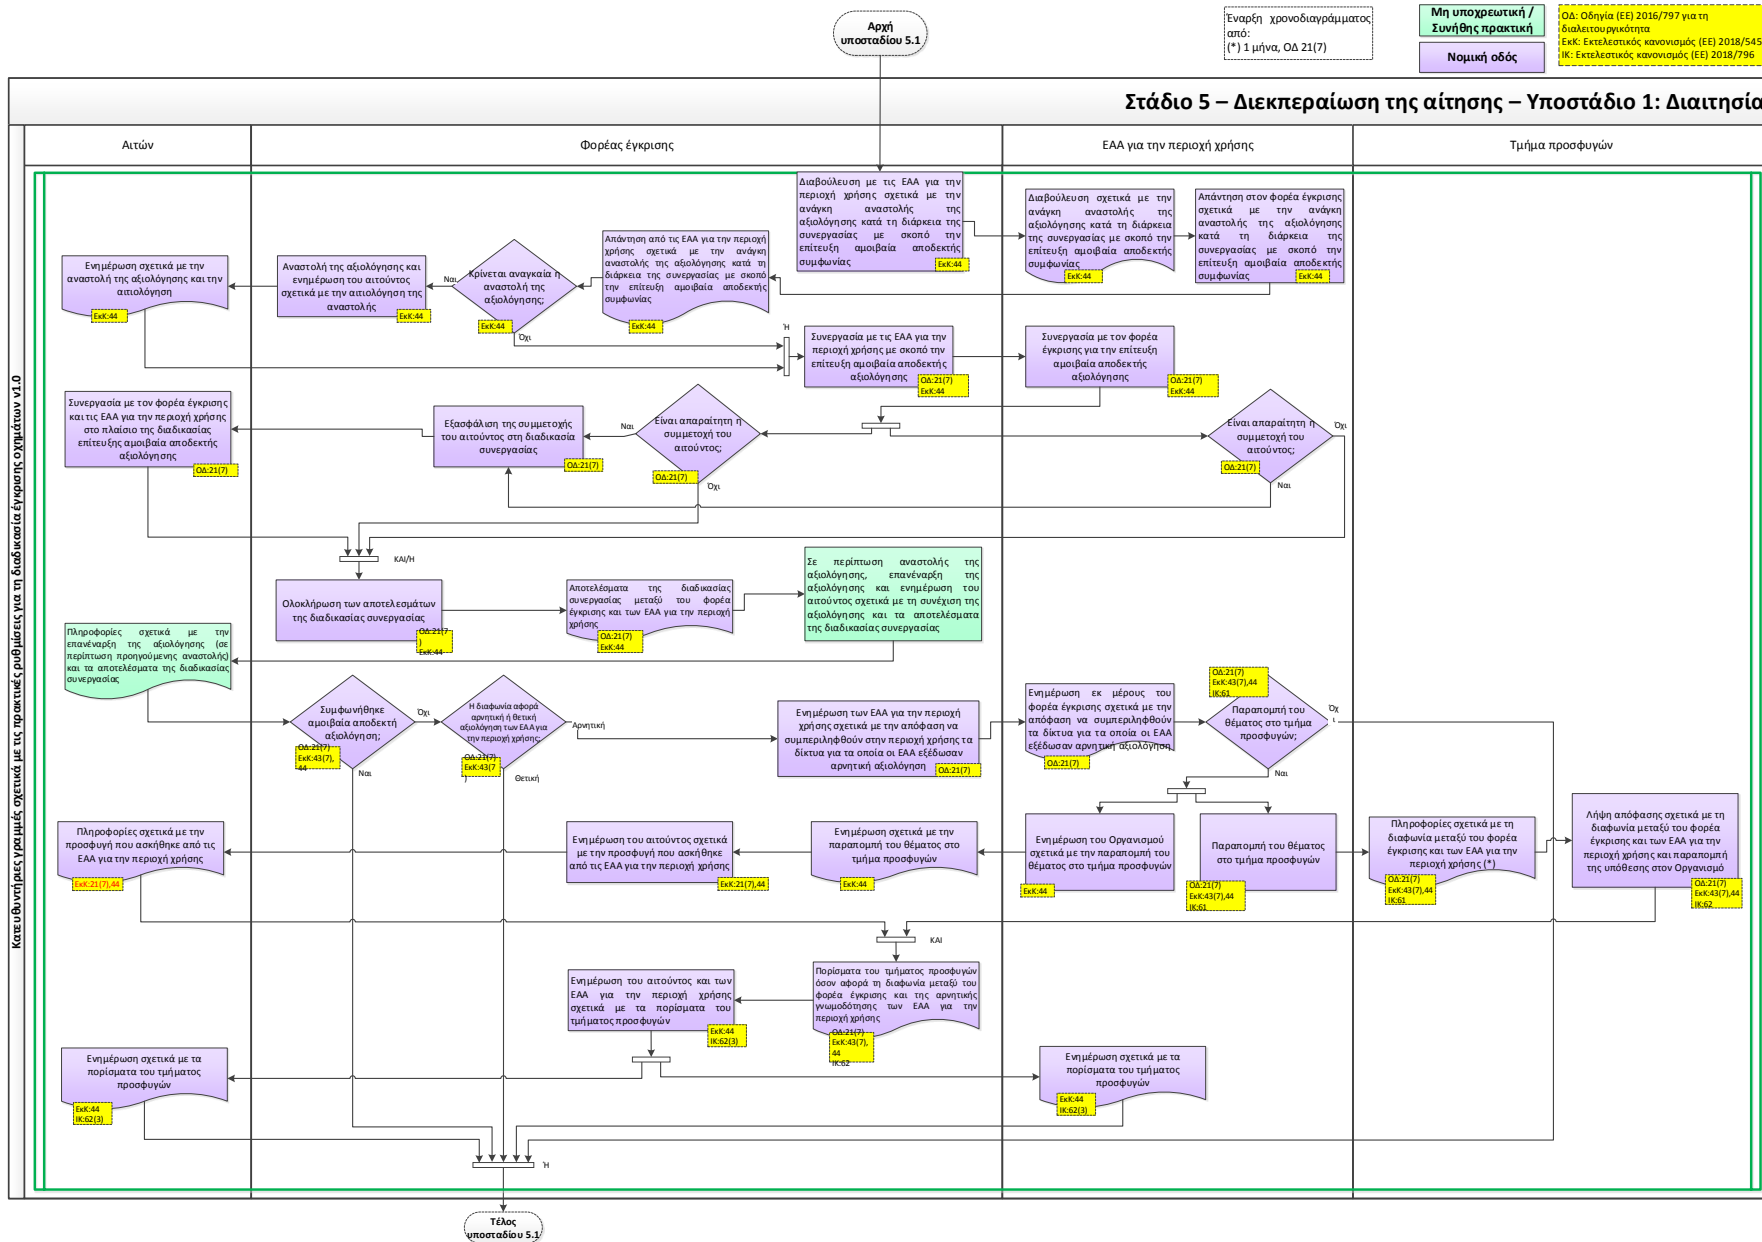 Αρχή
υποσταδίου 5.1
Έναρξη χρονοδιαγράμματος
από:
(*) 1 μήνα, ΟΔ 21(7)
Μη υποχρεωτική /
Συνήθης πρακτική
Νομική οδός
ΟΔ: Οδηγία (ΕΕ) 2016/797 για τη
διαλειτουργικότητα
ΕκΚ: Εκτελεστικός κανονισμός (ΕΕ) 2018/545
ΙΚ: Εκτελεστικός κανονισμός (ΕΕ) 2018/796
Στάδιο 5 – Διεκπεραίωση της αίτησης – Υποστάδιο 1: Διαιτησία
Κατευθυντήριες γραμμές σχετικά με τις πρακτικές ρυθμίσεις για τη διαδικασία έγκρισης οχημάτων v1.0
Αιτών
Φορέας έγκρισης
ΕΑΑ για την περιοχή χρήσης
Τμήμα προσφυγών
Διαβούλευση με τις ΕΑΑ για την
περιοχή χρήσης σχετικά με την
ανάγκη αναστολής της
αξιολόγησης κατά τη διάρκεια της
συνεργασίας με σκοπό την
επίτευξη αμοιβαία αποδεκτής
συμφωνίας
ΕκΚ:44
Διαβούλευση σχετικά με την
ανάγκη αναστολής της
αξιολόγησης κατά τη διάρκεια
της συνεργασίας με σκοπό την
επίτευξη αμοιβαία αποδεκτής
συμφωνίας
ΕκΚ:44
Απάντηση στον φορέα έγκρισης
σχετικά με την ανάγκη
αναστολής της αξιολόγησης
κατά τη διάρκεια της
συνεργασίας με σκοπό την
επίτευξη αμοιβαία αποδεκτής
συμφωνίας
ΕκΚ:44
Απάντηση από τις ΕΑΑ για την περιοχή
χρήσης σχετικά με την ανάγκη
αναστολής της αξιολόγησης κατά τη
διάρκεια της συνεργασίας με σκοπό
την επίτευξη αμοιβαία αποδεκτής
συμφωνίας
ΕκΚ:44
Κρίνεται αναγκαία η
αναστολή της
αξιολόγησης;
ΕκΚ:44
Ναι
Όχι
Αναστολή της αξιολόγησης και
ενημέρωση του αιτούντος
σχετικά με την αιτιολόγηση της
αναστολής
ΕκΚ:44
Ενημέρωση σχετικά με την
αναστολή της αξιολόγησης και την
αιτιολόγηση
ΕκΚ:44
Ή
Συνεργασία με τις ΕΑΑ για την
περιοχή χρήσης με σκοπό την
επίτευξη αμοιβαία αποδεκτής
αξιολόγησης
ΟΔ:21(7)
ΕκΚ:44
Συνεργασία με τον φορέα
έγκρισης για την επίτευξη
αμοιβαία αποδεκτής
αξιολόγησης
ΟΔ:21(7)
ΕκΚ:44
Συνεργασία με τον φορέα έγκρισης
και τις ΕΑΑ για την περιοχή χρήσης
στο πλαίσιο της διαδικασίας
επίτευξης αμοιβαία αποδεκτής
αξιολόγησης
ΟΔ:21(7)
Εξασφάλιση της συμμετοχής
του αιτούντος στη διαδικασία
συνεργασίας
ΟΔ:21(7)
Ναι
Είναι απαραίτητη η
συμμετοχή του
αιτούντος;
ΟΔ:21(7)
Όχι
Είναι απαραίτητη η
συμμετοχή του
αιτούντος;
ΟΔ:21(7)
Όχι
Ναι
ΚΑΙ/Ή
Ολοκλήρωση των αποτελεσμάτων
της διαδικασίας συνεργασίας
ΟΔ:21(7
)
ΕκΚ:44
Αποτελέσματα της διαδικασίας
συνεργασίας μεταξύ του φορέα
έγκρισης και των ΕΑΑ για την περιοχή
χρήσης
ΟΔ:21(7)
ΕκΚ:44
Σε περίπτωση αναστολής της
αξιολόγησης, επανέναρξη της
αξιολόγησης και ενημέρωση του
αιτούντος σχετικά με τη συνέχιση της
αξιολόγησης και τα αποτελέσματα
της διαδικασίας συνεργασίας
Πληροφορίες σχετικά με την
επανέναρξη της αξιολόγησης (σε
περίπτωση προηγούμενης αναστολής)
και τα αποτελέσματα της διαδικασίας
συνεργασίας
Συμφωνήθηκε
αμοιβαία αποδεκτή
αξιολόγηση;
ΟΔ:21(7)
ΕκΚ:43(7),
44
Όχι
Ναι
Η διαφωνία αφορά
αρνητική ή θετική
αξιολόγηση των ΕΑΑ για
την περιοχή χρήσης;
ΟΔ:21(7)
ΕκΚ:43(7
)
Αρνητική
Θετική
Ενημέρωση των ΕΑΑ για την περιοχή
χρήσης σχετικά με την απόφαση να
συμπεριληφθούν στην περιοχή χρήσης τα
δίκτυα για τα οποία οι ΕΑΑ εξέδωσαν
αρνητική αξιολόγηση
ΟΔ:21(7)
Ενημέρωση εκ μέρους του
φορέα έγκρισης σχετικά με την
απόφαση να συμπεριληφθούν
τα δίκτυα για τα οποία οι ΕΑΑ
εξέδωσαν αρνητική αξιολόγηση
ΟΔ:21(7)
ΟΔ:21(7)
ΕκΚ:43(7),44
ΙΚ:61
Παραπομπή του
θέματος στο τμήμα
προσφυγών;
Όχ
ι
Ναι
Πληροφορίες σχετικά με την
προσφυγή που ασκήθηκε από τις
ΕΑΑ για την περιοχή χρήσης
ΕκΚ:21(7),44
Ενημέρωση του αιτούντος σχετικά
με την προσφυγή που ασκήθηκε
από τις ΕΑΑ για την περιοχή χρήσης
ΕκΚ:21(7),44
Ενημέρωση σχετικά με την
παραπομπή του θέματος στο
τμήμα προσφυγών
ΕκΚ:44
Ενημέρωση του Οργανισμού
σχετικά με την παραπομπή του
θέματος στο τμήμα προσφυγών
ΕκΚ:44
Παραπομπή του θέματος
στο τμήμα προσφυγών
ΟΔ:21(7)
ΕκΚ:43(7),44
ΙΚ:61
Πληροφορίες σχετικά με τη
διαφωνία μεταξύ του φορέα
έγκρισης και των ΕΑΑ για την
περιοχή χρήσης (*)
ΟΔ:21(7)
ΕκΚ:43(7),44
ΙΚ:61
Λήψη απόφασης σχετικά με τη
διαφωνία μεταξύ του φορέα
έγκρισης και των ΕΑΑ για την
περιοχή χρήσης και παραπομπή
της υπόθεσης στον Οργανισμό
ΟΔ:21(7)
ΕκΚ:43(7),44
ΙΚ:62
ΚΑΙ
Ενημέρωση του αιτούντος και των
ΕΑΑ για την περιοχή χρήσης
σχετικά με τα πορίσματα του
τμήματος προσφυγών
ΕκΚ:44
ΙΚ:62(3)
Πορίσματα του τμήματος προσφυγών
όσον αφορά τη διαφωνία μεταξύ του
φορέα έγκρισης και της αρνητικής
γνωμοδότησης των ΕΑΑ για την
περιοχή χρήσης
ΟΔ:21(7)
ΕκΚ:43(7),
44
ΙΚ:62
Ενημέρωση σχετικά με τα
πορίσματα του τμήματος
προσφυγών
ΕκΚ:44
ΙΚ:62(3)
Ενημέρωση σχετικά με τα
πορίσματα του τμήματος
προσφυγών
ΕκΚ:44
ΙΚ:62(3)
Ή
Τέλος
υποσταδίου 5.1